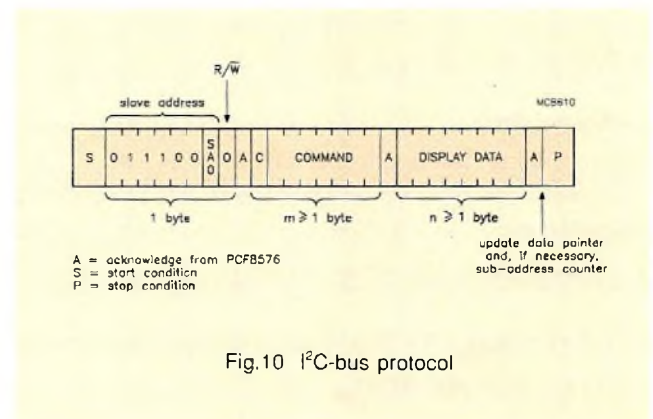 R/W̅
slave address
MCB610
S 0 1 1 1 0 0 SA0 0 A C COMMAND A DISPLAY DATA A P
1 byte m ⩾ 1 byte n ⩾ 1 byte
update data pointer
and, if necessary,
sub-address counter
A = acknowledge from PCF8576
S = start condition
P = stop condition
Fig.10 I²C-bus protocol